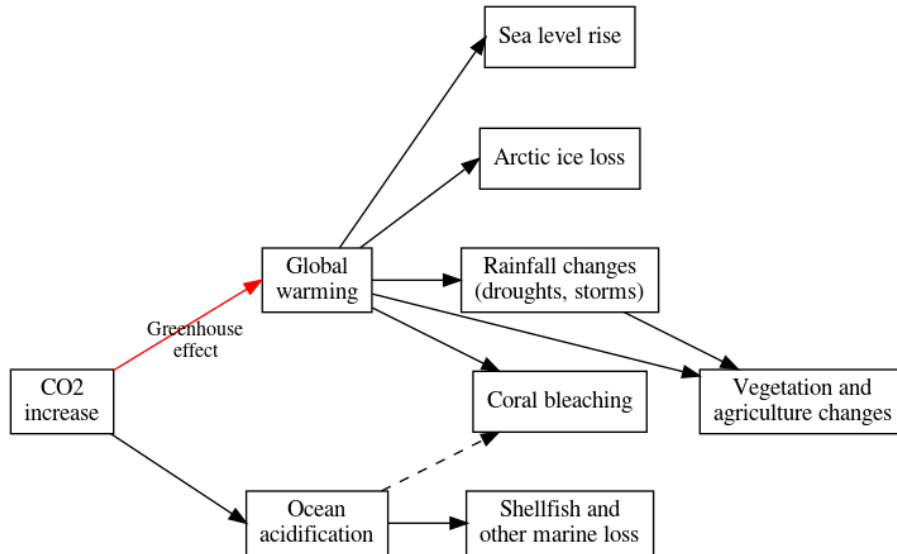 Sea level rise
Arctic ice loss
Global
warming
Rainfall changes
(droughts, storms)
Greenhouse
effect
CO2
increase
Coral bleaching
Vegetation and
agriculture changes
Ocean
acidification
Shellfish and
other marine loss